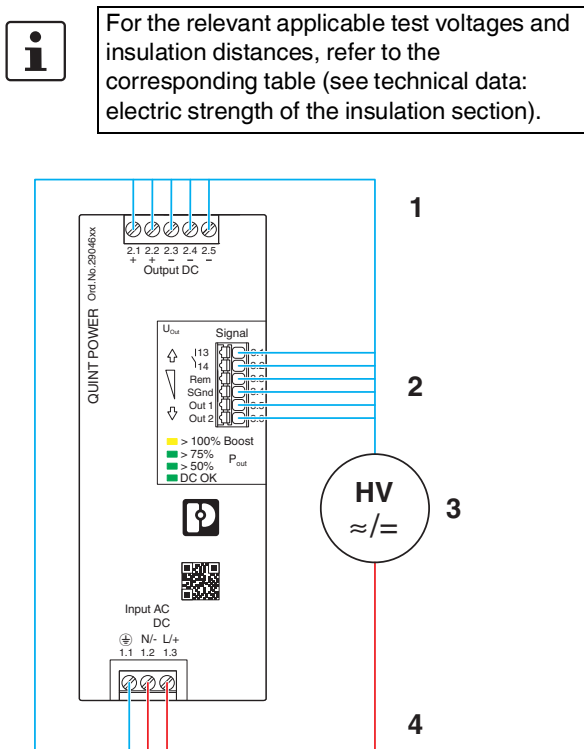 For the relevant applicable test voltages and
insulation distances, refer to the
corresponding table (see technical data:
electric strength of the insulation section).
1
2.1 2.2 2.3 2.4 2.5
+ + – – –
Output DC
QUINT POWER Ord.No.29046xx
UOut
Signal
13
14
Rem
SGnd
Out 1
Out 2
2
> 100% Boost
> 75%
> 50%
Pout
DC OK
HV
≈/=
3
Input AC
DC
N/- L/+
1.1 1.2 1.3
4